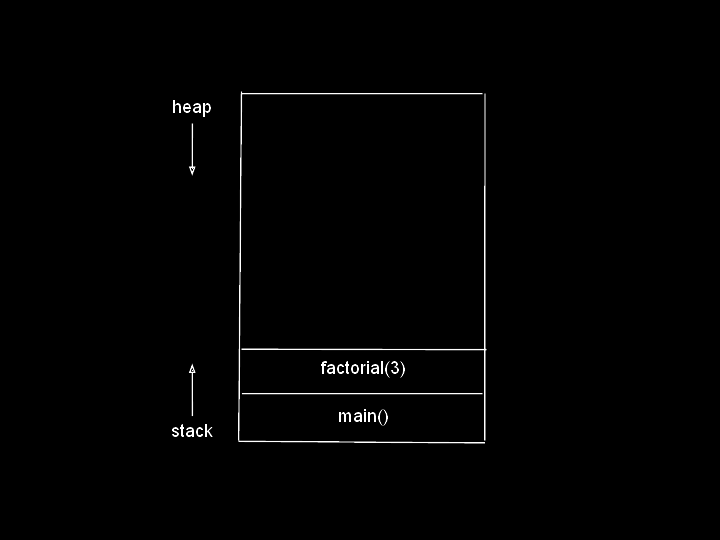 heap
factorial(3)
main()
stack